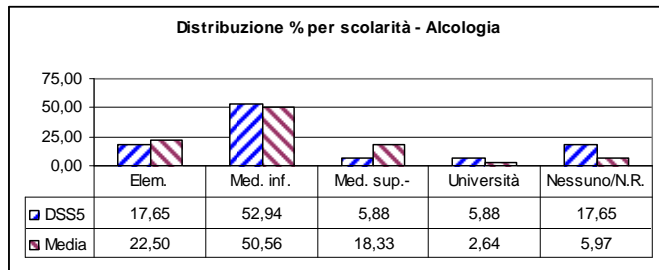 Distribuzione % per scolarità - Alcologia
75,00
50,00
25,00
0,00
Elem. Med. inf. Med. sup.- Università Nessuno/N.R.
DSS5 17,65 52,94 5,88 5,88 17,65
Media 22,50 50,56 18,33 2,64 5,97